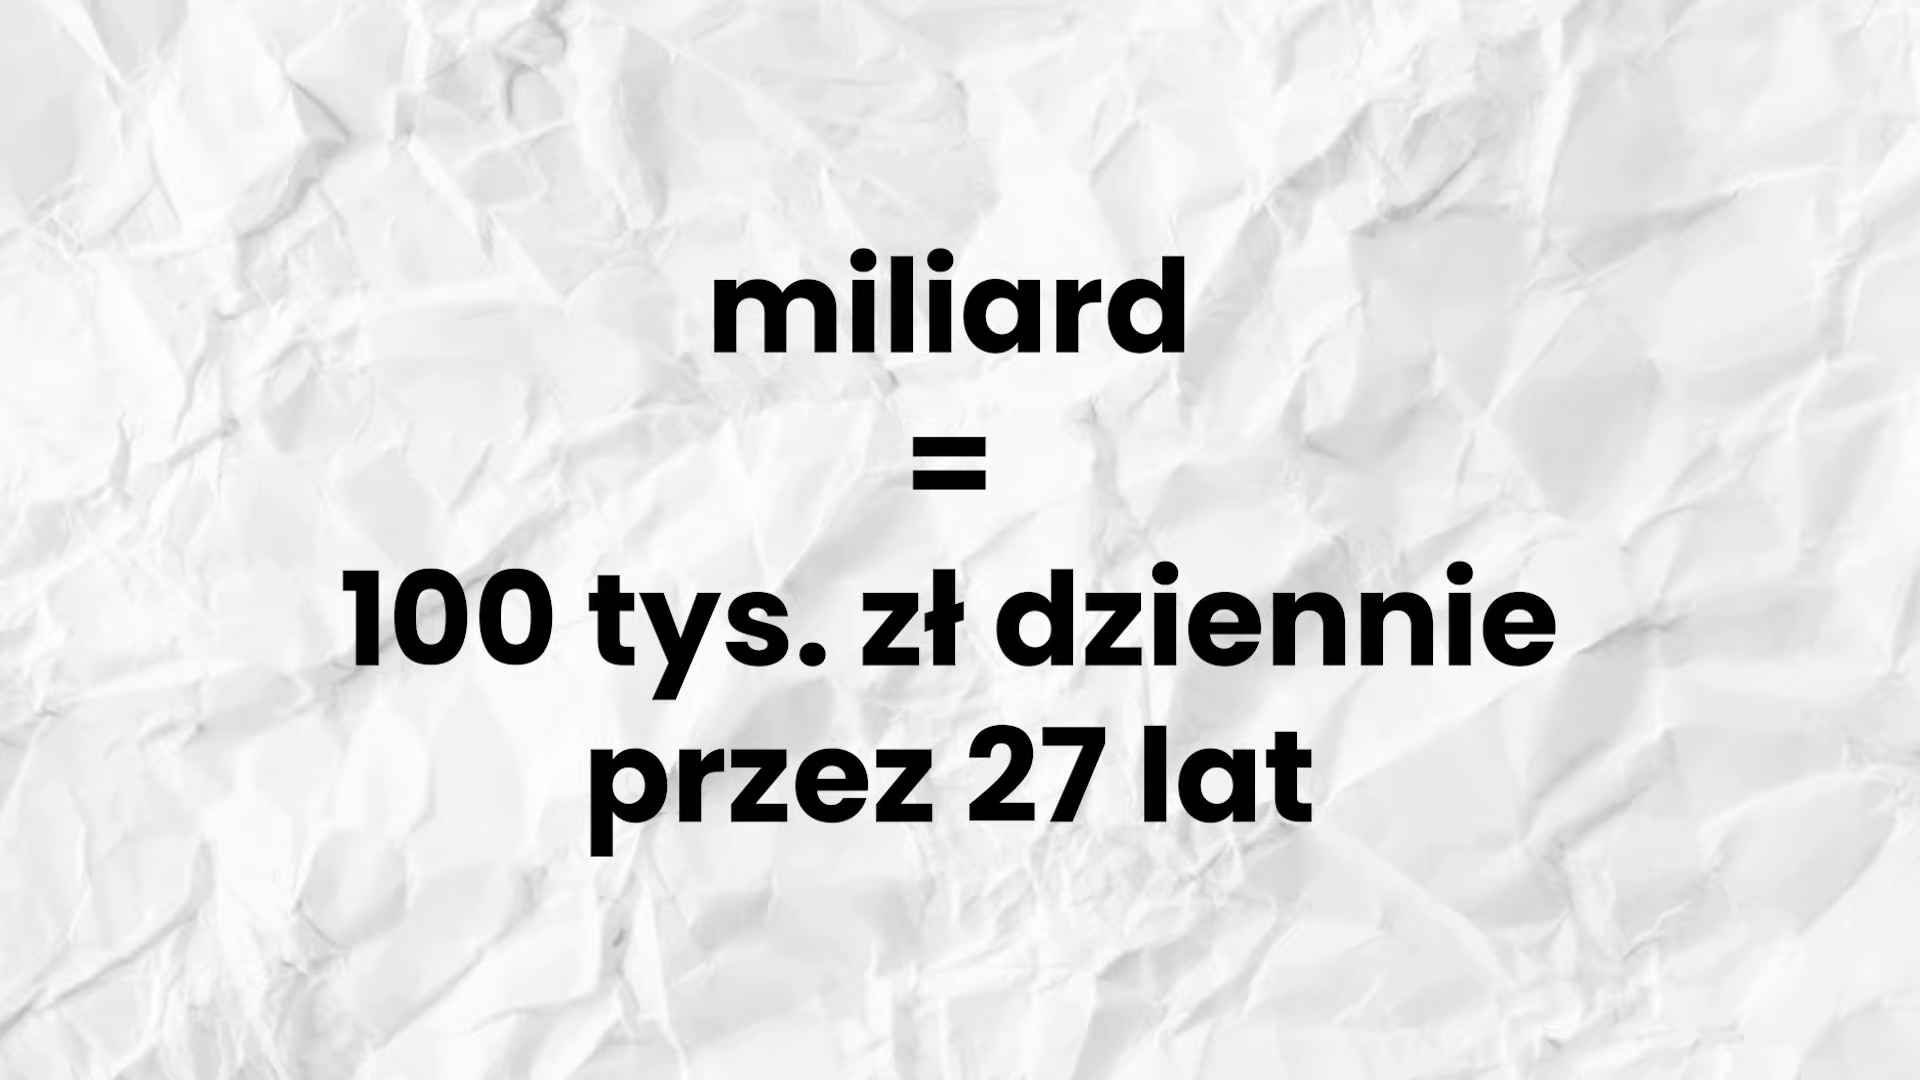 miliard
=
100 tys. zł dziennie
przez 27 lat